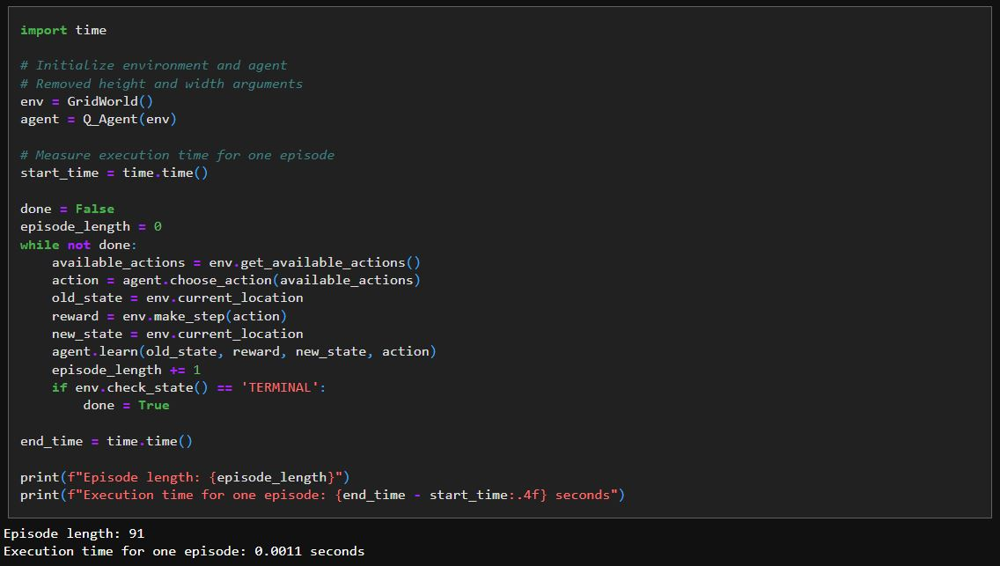 import time
# Initialize environment and agent
# Removed height and width arguments
env = GridWorld()
agent = Q_Agent(env)
# Measure execution time for one episode
start_time = time.time()
done = False
episode_length = 0
while not done:
    available_actions = env.get_available_actions()
    action = agent.choose_action(available_actions)
    old_state = env.current_location
    reward = env.make_step(action)
    new_state = env.current_location
    agent.learn(old_state, reward, new_state, action)
    episode_length += 1
    if env.check_state() == 'TERMINAL':
        done = True
end_time = time.time()
print(f"Episode length: {episode_length}")
print(f"Execution time for one episode: {end_time - start_time:.4f} seconds")
Episode length: 91
Execution time for one episode: 0.0011 seconds